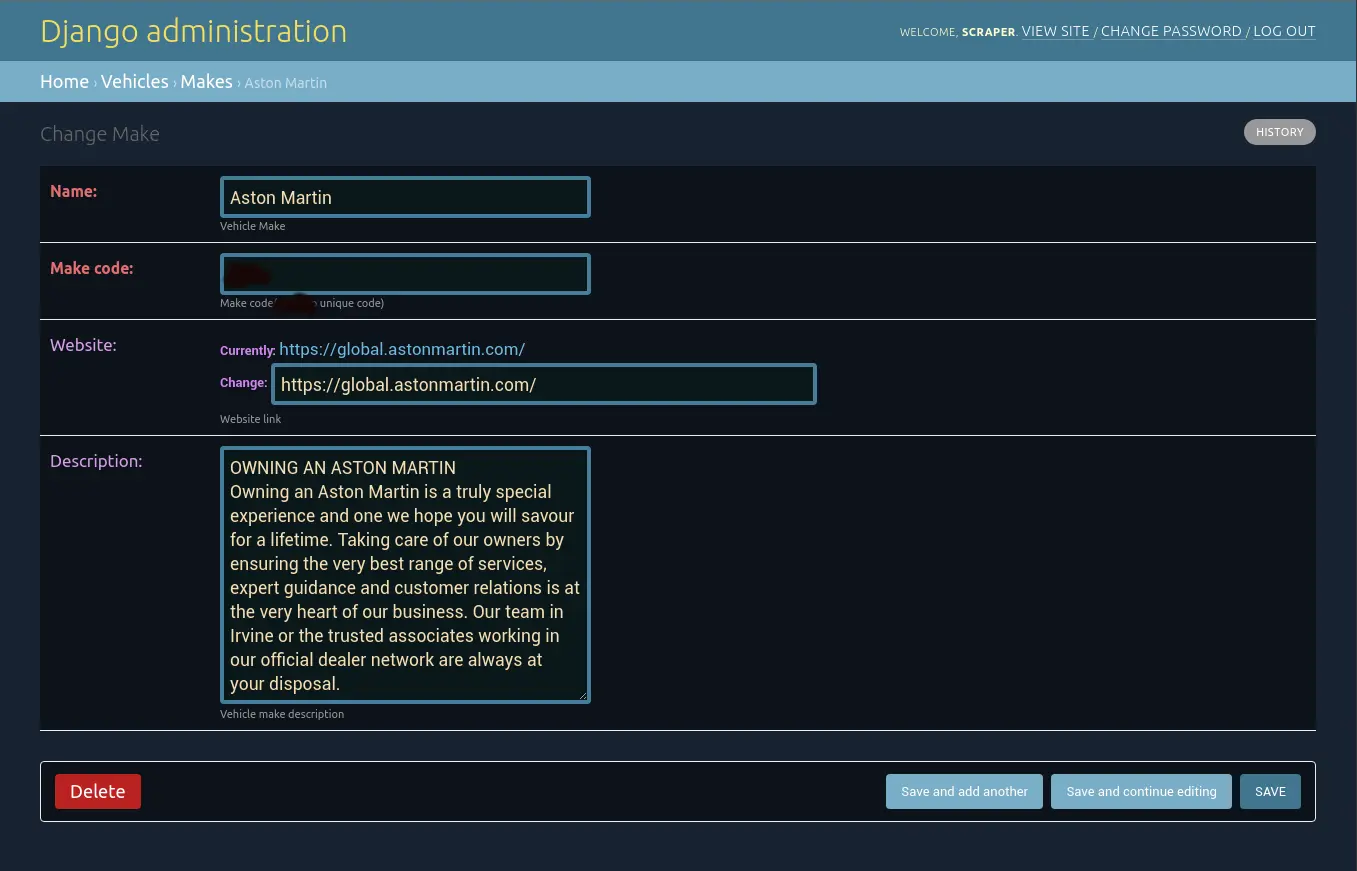 Django administration
WELCOME, SCRAPER. VIEW SITE / CHANGE PASSWORD / LOG OUT
Home › Vehicles › Makes › Aston Martin
Change Make
HISTORY
Name:
Aston Martin
Vehicle Make
Make code:
Make code( unique code)
Website:
Currently: https://global.astonmartin.com/
Change: https://global.astonmartin.com/
Website link
Description:
OWNING AN ASTON MARTIN
Owning an Aston Martin is a truly special
experience and one we hope you will savour
for a lifetime. Taking care of our owners by
ensuring the very best range of services,
expert guidance and customer relations is at
the very heart of our business. Our team in
Irvine or the trusted associates working in
our official dealer network are always at
your disposal.
Vehicle make description
Delete
Save and add another
Save and continue editing
SAVE